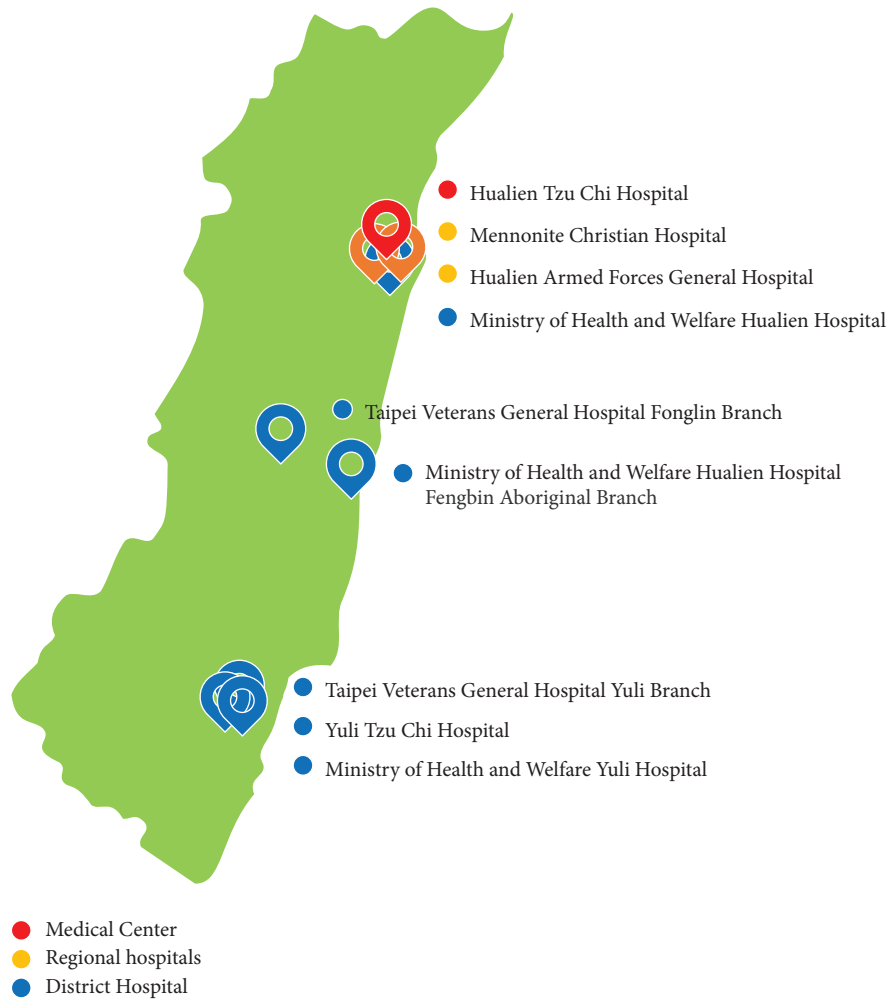 Hualien Tzu Chi Hospital
Mennonite Christian Hospital
Hualien Armed Forces General Hospital
Ministry of Health and Welfare Hualien Hospital
Taipei Veterans General Hospital Fonglin Branch
Ministry of Health and Welfare Hualien Hospital
Fengbin Aboriginal Branch
Taipei Veterans General Hospital Yuli Branch
Yuli Tzu Chi Hospital
Ministry of Health and Welfare Yuli Hospital
Medical Center
Regional hospitals
District Hospital